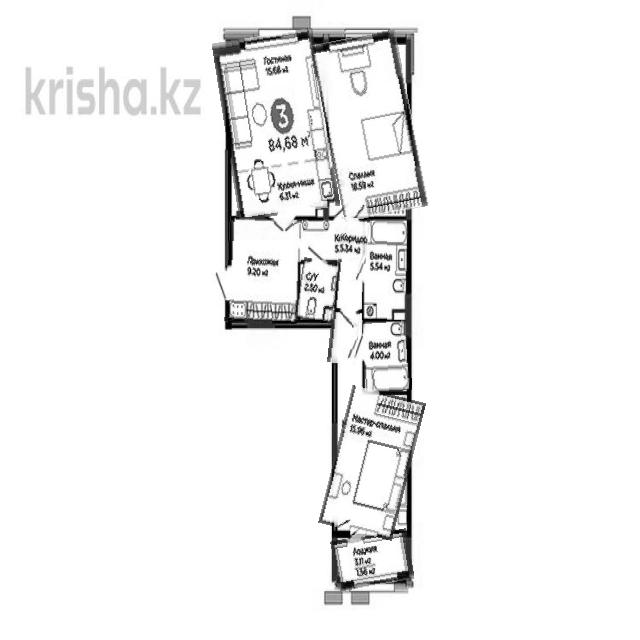 krisha.kz
Гостиная
15.68 м2
3
84,68 м²
Кухня-ниша
6.31 м2
Спальня
18.59 м2
К/Коридор
5.5.34 м2
Ванная
5.54 м2
Прихожая
9.20 м2
С/У
2.50 м2
Ванная
4.00 м2
Мастер-спальня
15.96 м2
Лоджия
3.11 м2
1.56 м2